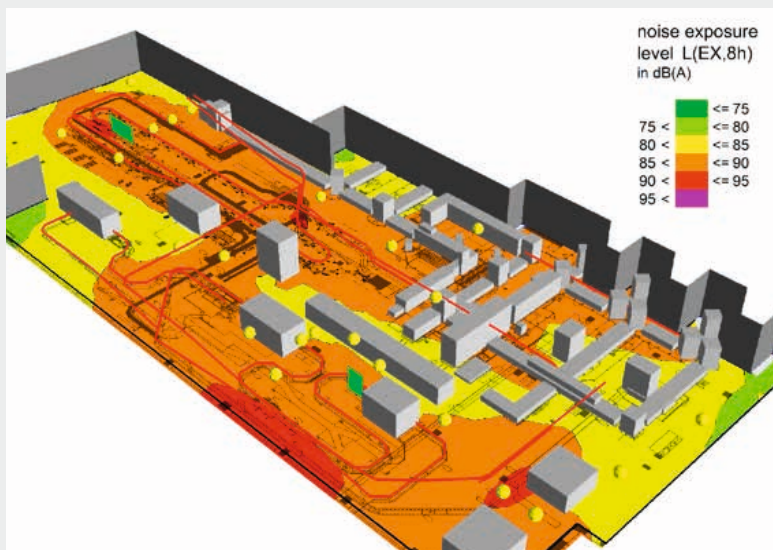 noise exposure
level L(EX,8h)
in dB(A)
<= 75
75 < <= 80
80 < <= 85
85 < <= 90
90 < <= 95
95 <